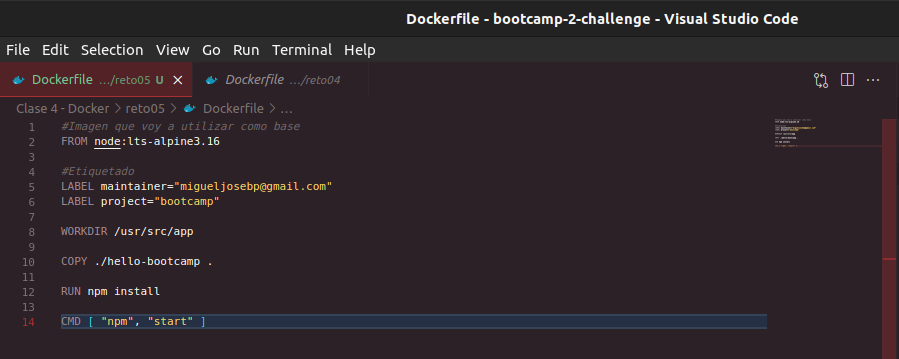 Dockerfile - bootcamp-2-challenge - Visual Studio Code
File Edit Selection View Go Run Terminal Help
Dockerfile .../reto05 U Dockerfile .../reto04
Clase 4 - Docker > reto05 > Dockerfile > ...
1 #Imagen que voy a utilizar como base
2 FROM node:lts-alpine3.16
3
4 #Etiquetado
5 LABEL maintainer="migueljosebp@gmail.com"
6 LABEL project="bootcamp"
7
8 WORKDIR /usr/src/app
9
10 COPY ./hello-bootcamp .
11
12 RUN npm install
13
14 CMD [ "npm", "start" ]